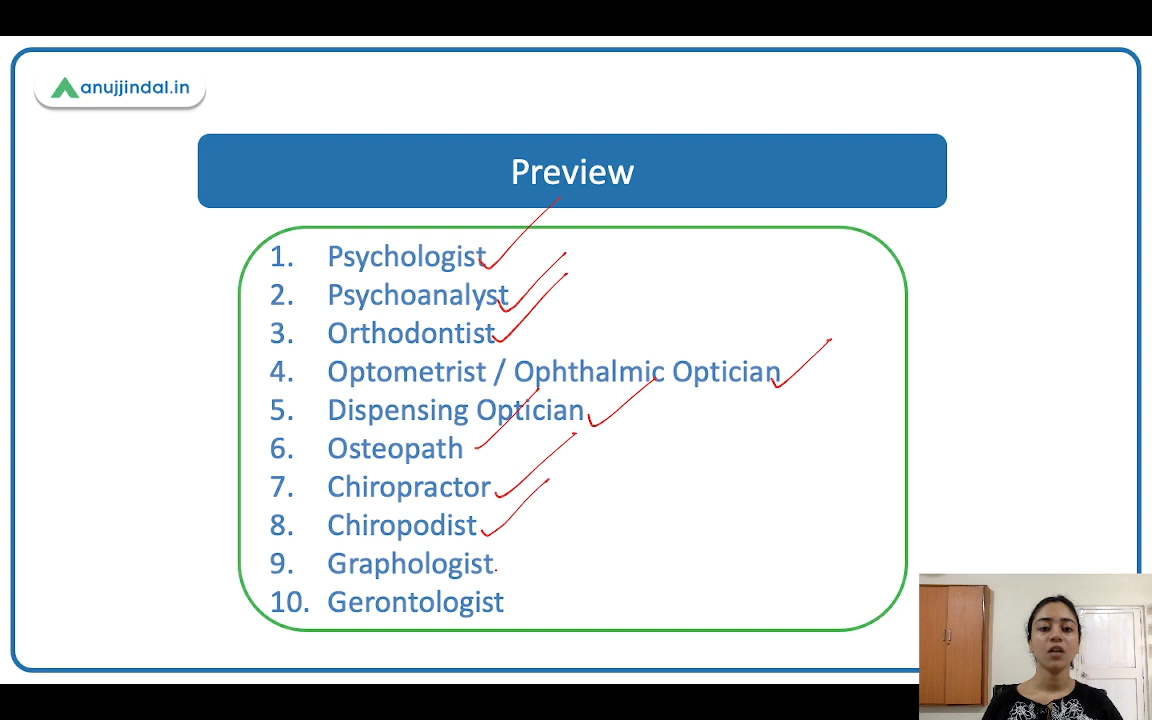 anujjindal.in
Preview
1. Psychologist
2. Psychoanalyst
3. Orthodontist
4. Optometrist / Ophthalmic Optician
5. Dispensing Optician
6. Osteopath
7. Chiropractor
8. Chiropodist
9. Graphologist
10. Gerontologist